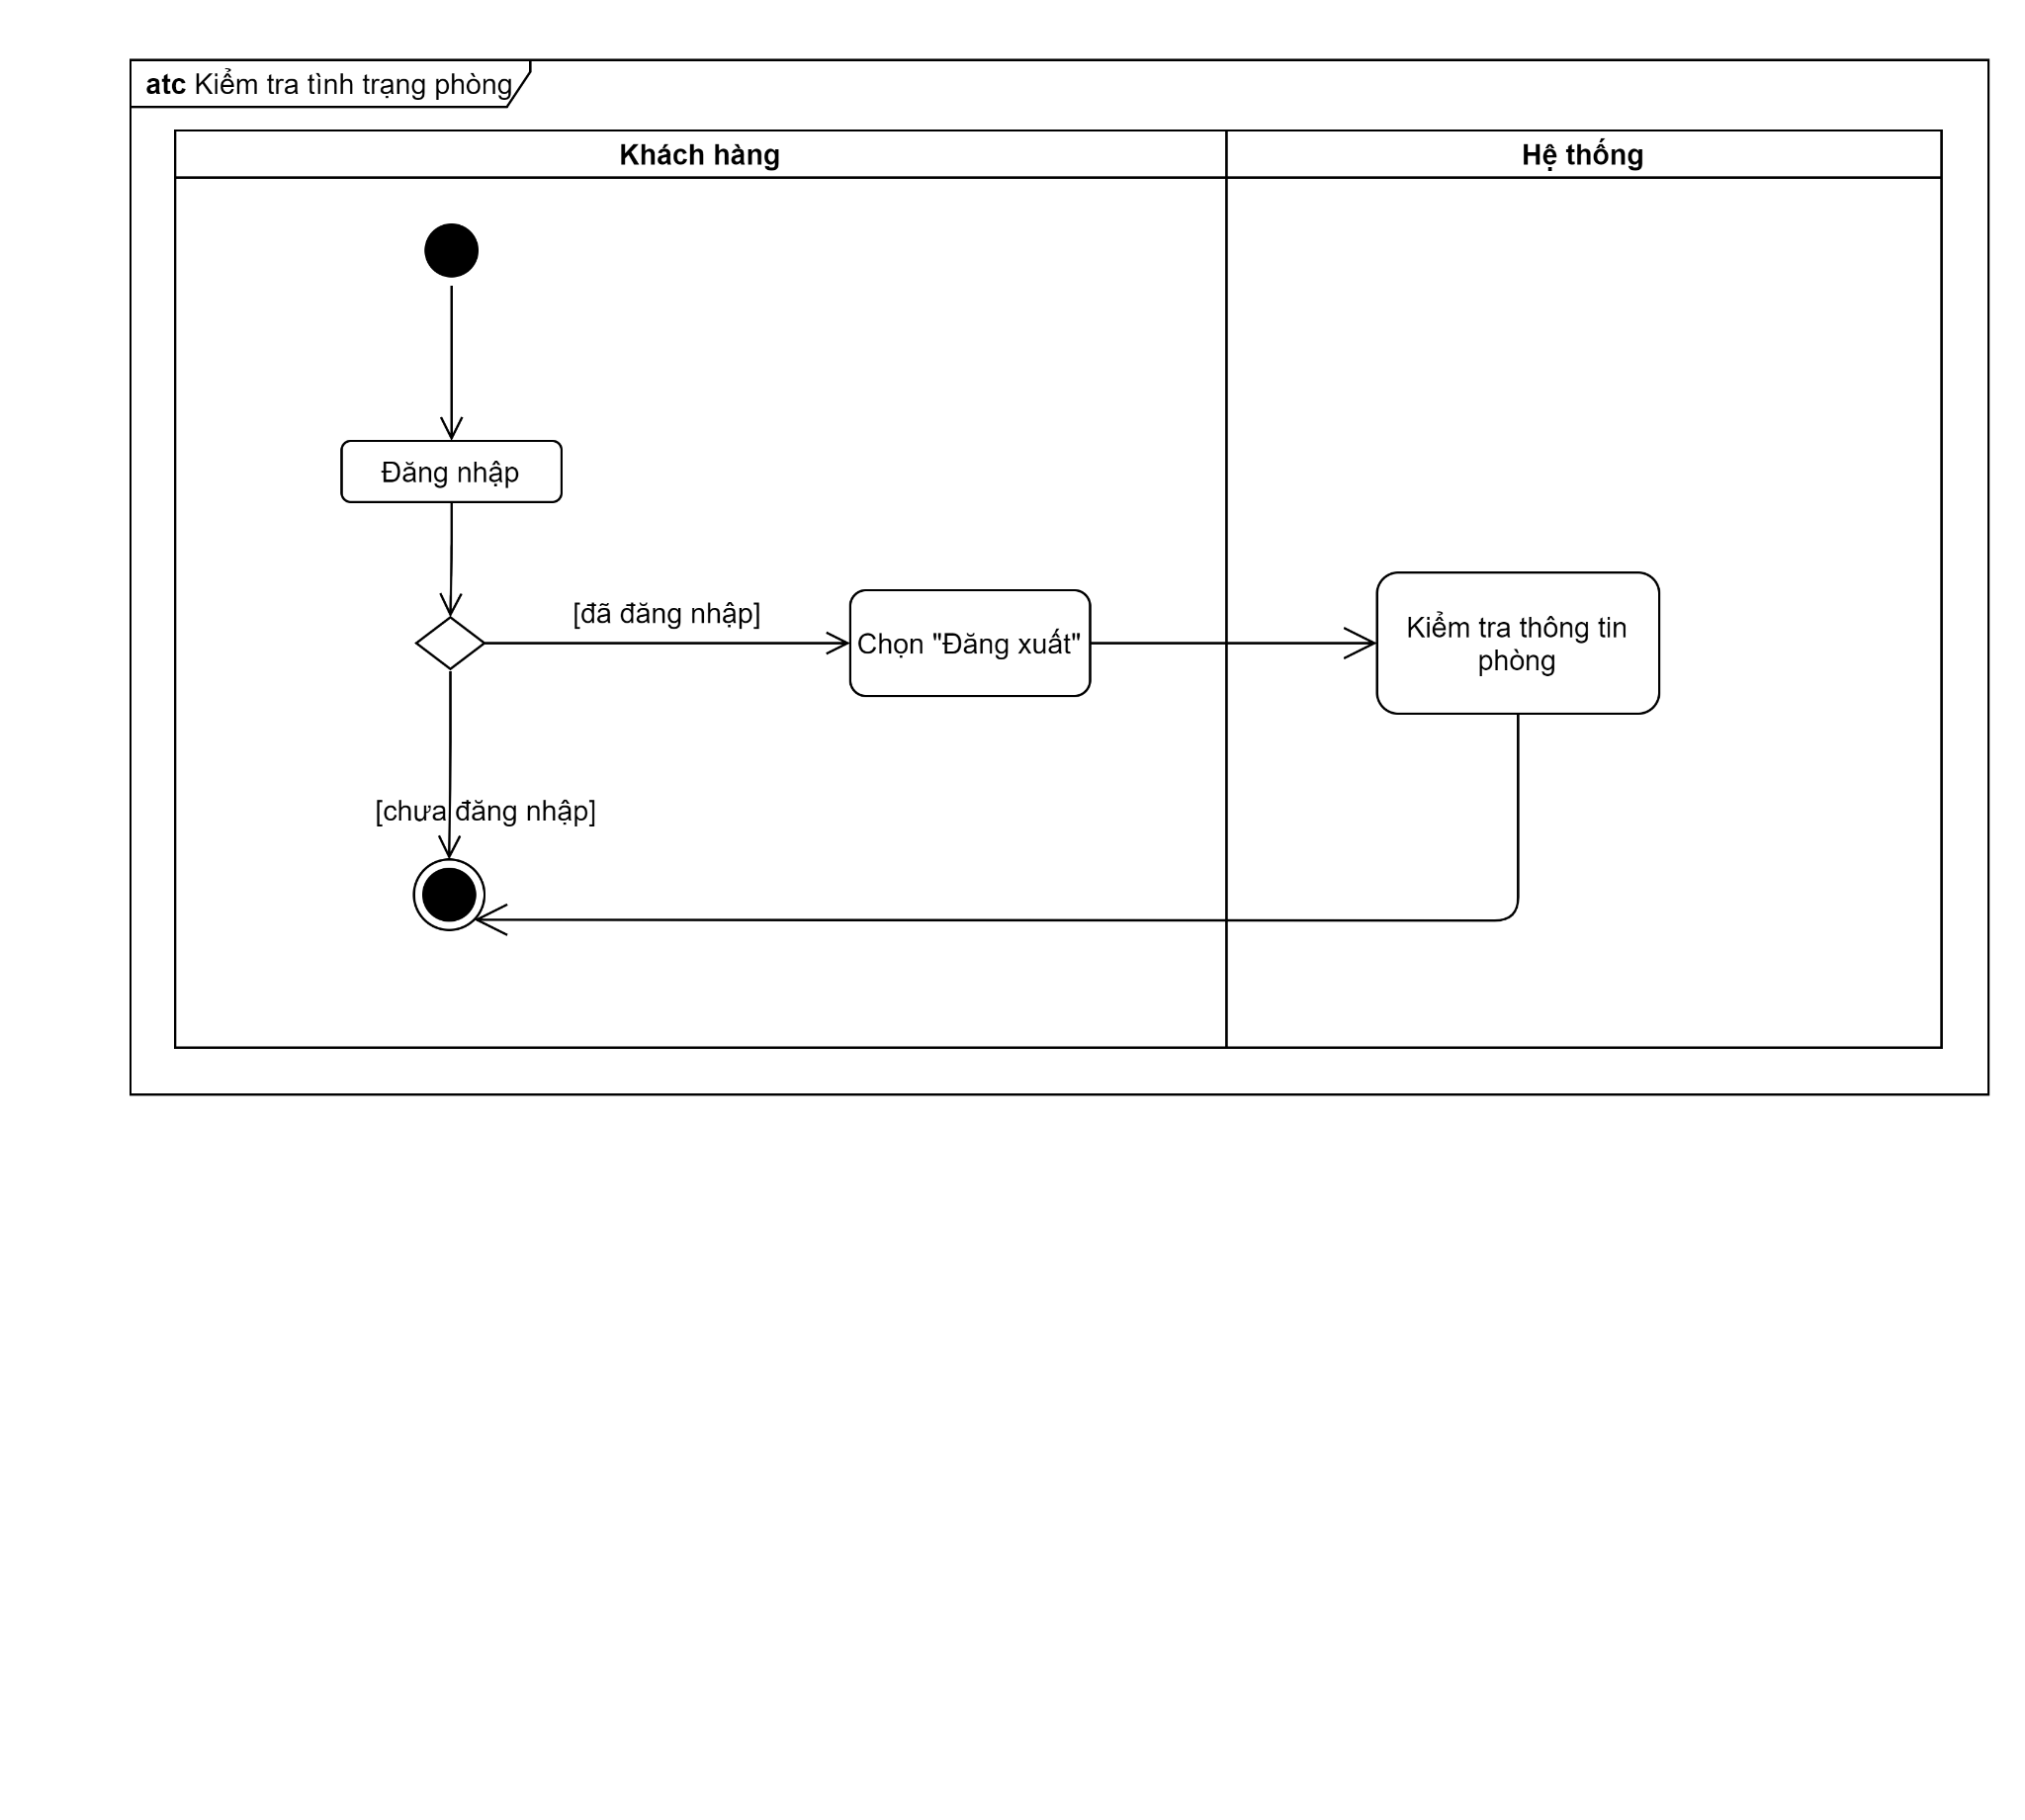 atc Kiểm tra tình trạng phòng
Khách hàng
Hệ thống
Đăng nhập
[đã đăng nhập]
Chọn "Đăng xuất"
Kiểm tra thông tin
phòng
[chưa đăng nhập]